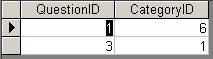 QuestionID CategoryID
1 6
3 1